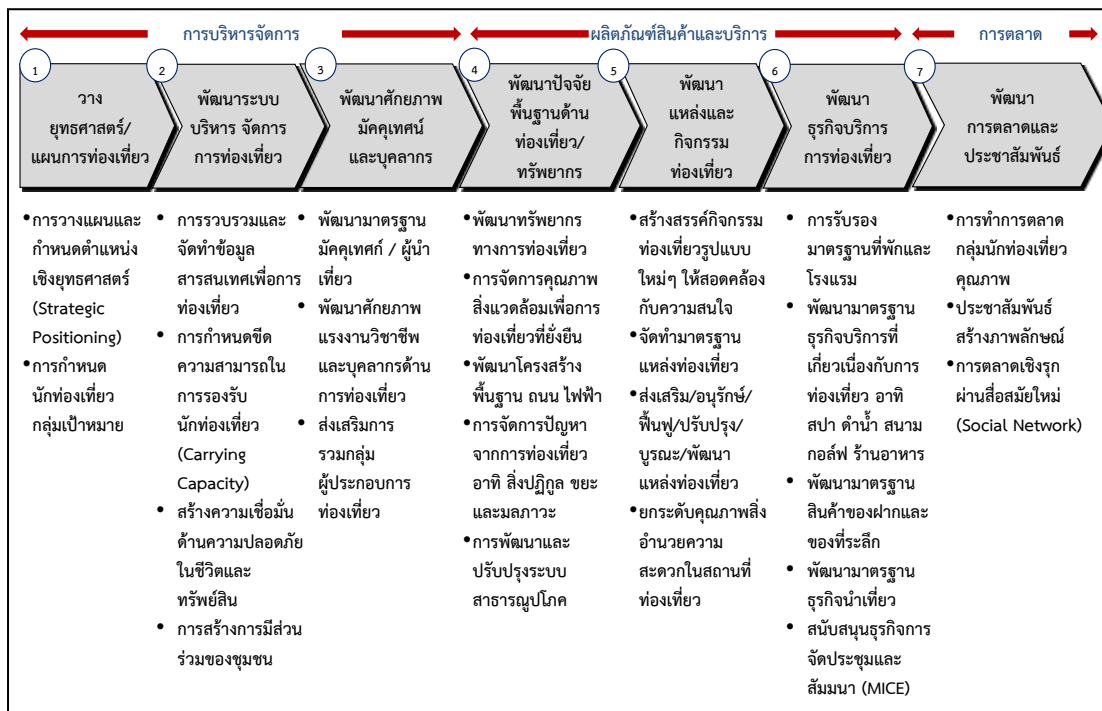 การบริหารจัดการ
ผลิตภัณฑ์สินค้าและบริการ
การตลาด
1
วาง
ยุทธศาสตร์/
แผนการท่องเที่ยว
2
พัฒนาระบบ
บริหาร จัดการ
การท่องเที่ยว
3
พัฒนาศักยภาพ
มัคคุเทศน์
และบุคลากร
4
พัฒนาปัจจัย
พื้นฐานด้าน
ท่องเที่ยว/
ทรัพยากร
5
พัฒนา
แหล่งและ
กิจกรรม
ท่องเที่ยว
6
พัฒนา
ธุรกิจบริการ
การท่องเที่ยว
7
พัฒนา
การตลาดและ
ประชาสัมพันธ์
•การวางแผนและ
กำหนดตำแหน่ง
เชิงยุทธศาสตร์
(Strategic
Positioning)
•การกำหนด
นักท่องเที่ยว
กลุ่มเป้าหมาย
• การรวบรวมและ
จัดทำข้อมูล
สารสนเทศเพื่อการ
ท่องเที่ยว
• การกำหนดขีด
ความสามารถใน
การรองรับ
นักท่องเที่ยว
(Carrying
Capacity)
• สร้างความเชื่อมั่น
ด้านความปลอดภัย
ในชีวิตและ
ทรัพย์สิน
• การสร้างการมีส่วน
ร่วมของชุมชน
• พัฒนามาตรฐาน
มัคคุเทศก์ / ผู้นำ
เที่ยว
• พัฒนาศักยภาพ
แรงงานวิชาชีพ
และบุคลากรด้าน
การท่องเที่ยว
• ส่งเสริมการ
รวมกลุ่ม
ผู้ประกอบการ
ท่องเที่ยว
•พัฒนาทรัพยากร
ทางการท่องเที่ยว
•การจัดการคุณภาพ
สิ่งแวดล้อมเพื่อการ
ท่องเที่ยวที่ยั่งยืน
•พัฒนาโครงสร้าง
พื้นฐาน ถนน ไฟฟ้า
•การจัดการปัญหา
จากการท่องเที่ยว
อาทิ สิ่งปฏิกูล ขยะ
และมลภาวะ
•การพัฒนาและ
ปรับปรุงระบบ
สาธารณูปโภค
•สร้างสรรค์กิจกรรม
ท่องเที่ยวรูปแบบ
ใหม่ๆ ให้สอดคล้อง
กับความสนใจ
•จัดทำมาตรฐาน
แหล่งท่องเที่ยว
•ส่งเสริม/อนุรักษ์/
ฟื้นฟู/ปรับปรุง/
บูรณะ/พัฒนา
แหล่งท่องเที่ยว
•ยกระดับคุณภาพสิ่ง
อำนวยความ
สะดวกในสถานที่
ท่องเที่ยว
• การรับรอง
มาตรฐานที่พักและ
โรงแรม
• พัฒนามาตรฐาน
ธุรกิจบริการที่
เกี่ยวเนื่องกับการ
ท่องเที่ยว อาทิ
สปา ดำน้ำ สนาม
กอล์ฟ ร้านอาหาร
• พัฒนามาตรฐาน
สินค้าของฝากและ
ของที่ระลึก
• พัฒนามาตรฐาน
ธุรกิจนำเที่ยว
• สนับสนุนธุรกิจการ
จัดประชุมและ
สัมมนา (MICE)
•การทำการตลาด
กลุ่มนักท่องเที่ยว
คุณภาพ
•ประชาสัมพันธ์
สร้างภาพลักษณ์
•การตลาดเชิงรุก
ผ่านสื่อสมัยใหม่
(Social Network)